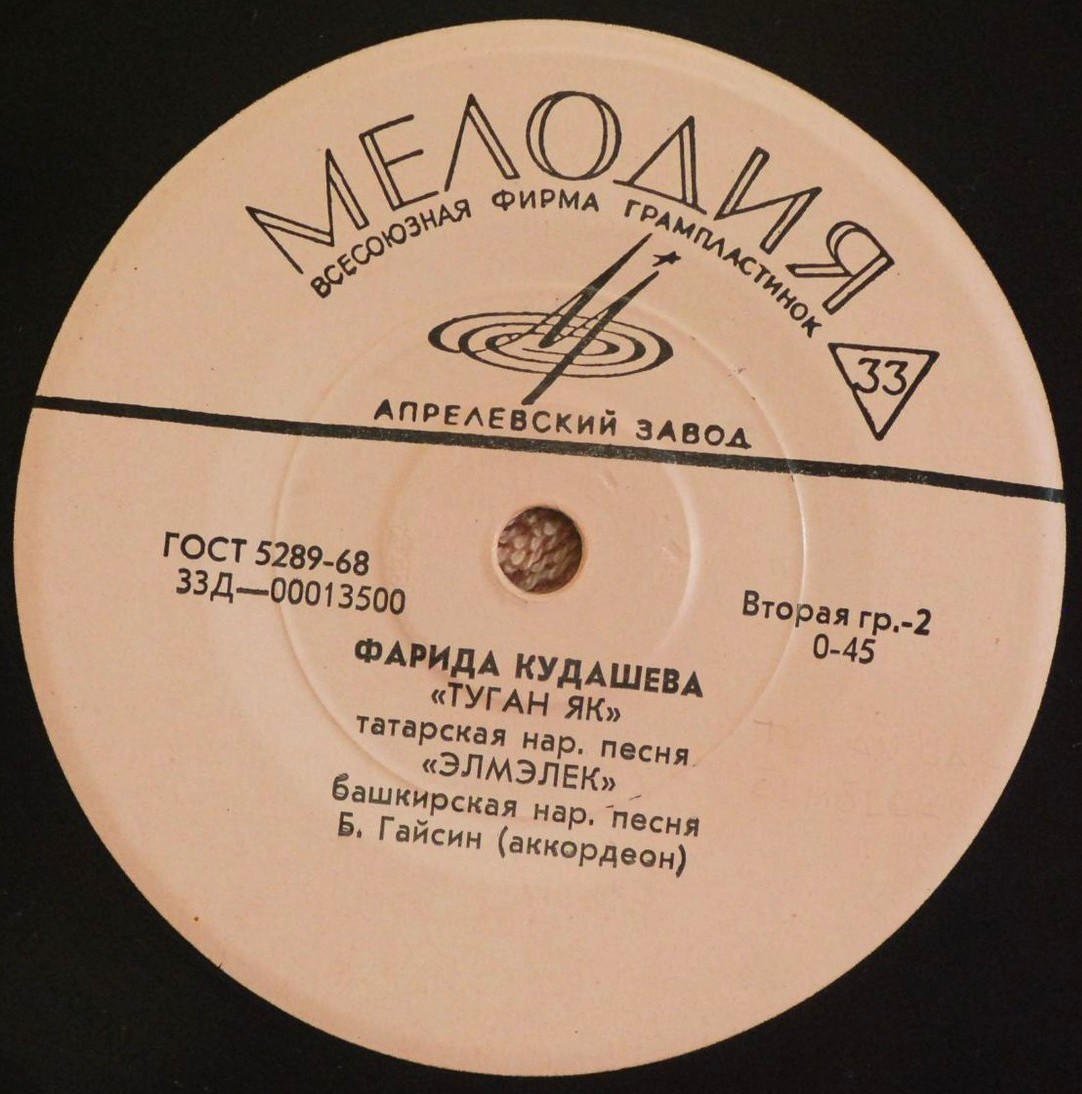 МЕЛОДИЯ
ВСЕСОЮЗНАЯ ФИРМА ГРАМПЛАСТИНОК
33
АПРЕЛЕВСКИЙ ЗАВОД
ГОСТ 5289-68
33Д—00013500
Вторая гр.-2
0-45
ФАРИДА КУДАШЕВА
«ТУГАН ЯК»
татарская нар. песня
«ЭЛМЭЛЕК»
башкирская нар. песня
Б. Гайсин (аккордеон)